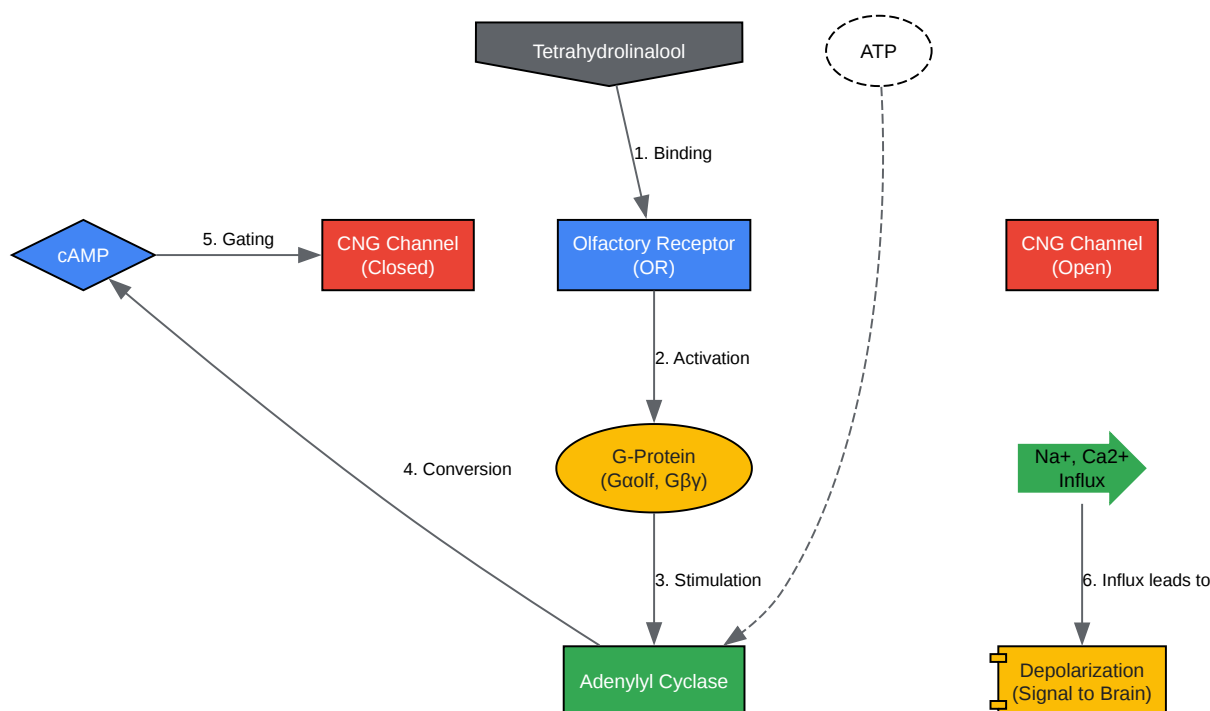 Tetrahydrolinalool
ATP
1. Binding
cAMP
5. Gating
CNG Channel
(Closed)
Olfactory Receptor
(OR)
CNG Channel
(Open)
2. Activation
4. Conversion
G-Protein
(Gαolf, Gβγ)
Na+, Ca2+
Influx
3. Stimulation
6. Influx leads to
Adenylyl Cyclase
Depolarization
(Signal to Brain)